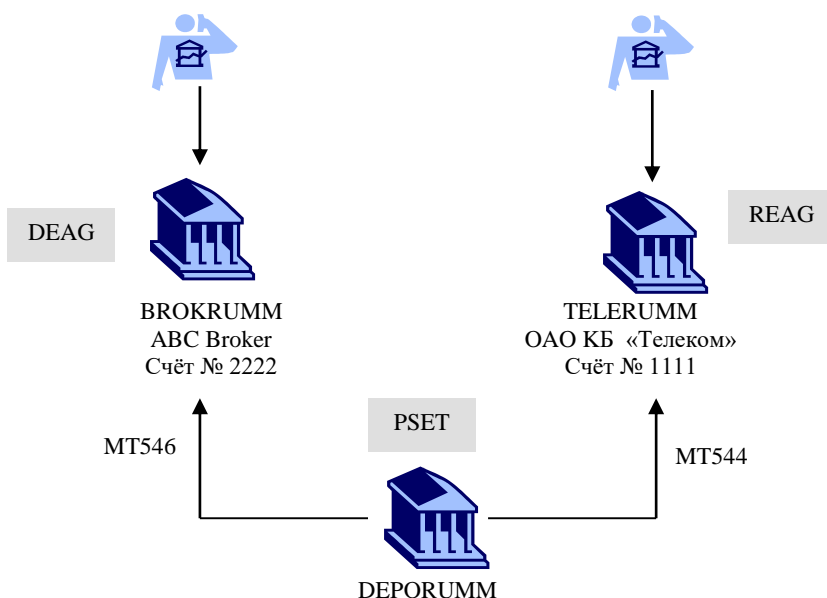 DEAG
REAG
BROKRUMM
ABC Broker
Счёт № 2222
TELERUMM
ОАО КБ «Телеком»
Счёт № 1111
PSET
MT546
MT544
DEPORUMM